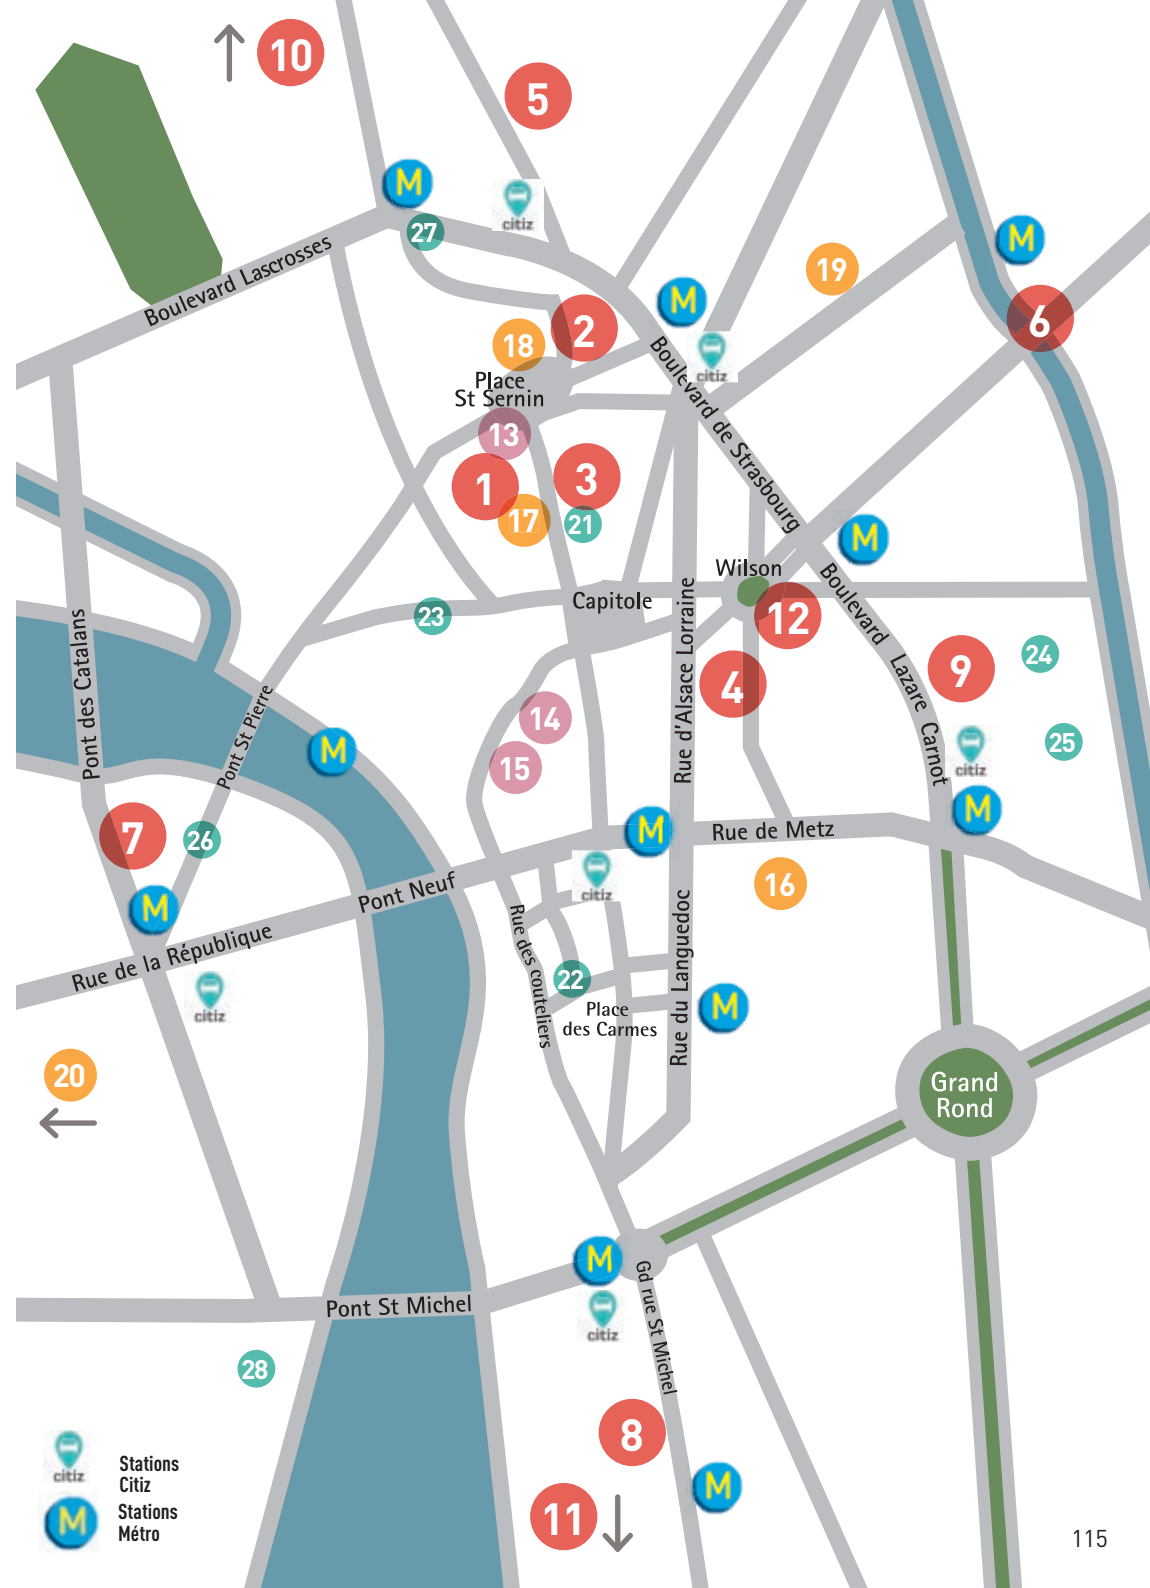 10
5
M
citiz
27
M
Boulevard Lascrosses
19
M
6
2
18
citiz
Place
St Sernin
Boulevard de Strasbourg
13
1
3
17
21
M
Wilson
Capitole
23
12
Boulevard Lazare Carnot
Pont des Catalans
24
9
4
Rue d'Alsace Lorraine
14
Pont St Pierre
25
citiz
M
15
M
7
26
M
Rue de Metz
citiz
16
Pont Neuf
M
Rue de la République
Rue des couteliers
Rue du Languedoc
22
citiz
Place
des Carmes
M
20
Grand
Rond
M
Gd rue St Michel
Pont St Michel
citiz
28
8
M
11
citiz
Stations
Citiz
M
Stations
Métro
115